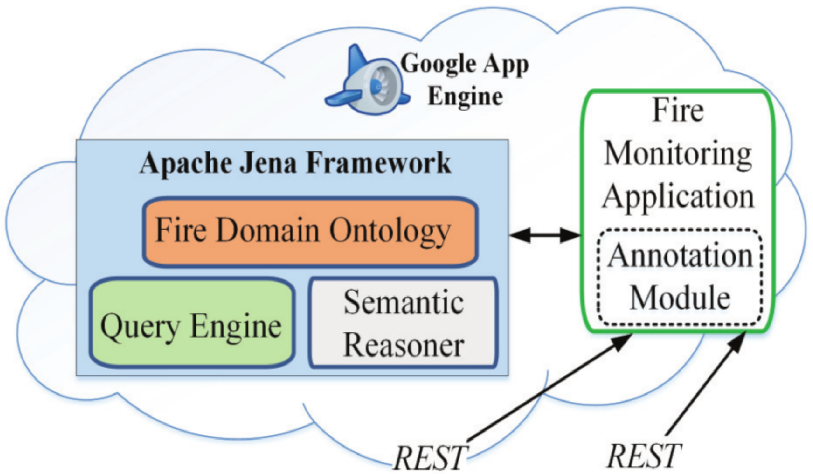 Google App
Engine
Apache Jena Framework
Fire Domain Ontology
Query Engine
Semantic
Reasoner
Fire
Monitoring
Application
Annotation
Module
REST
REST